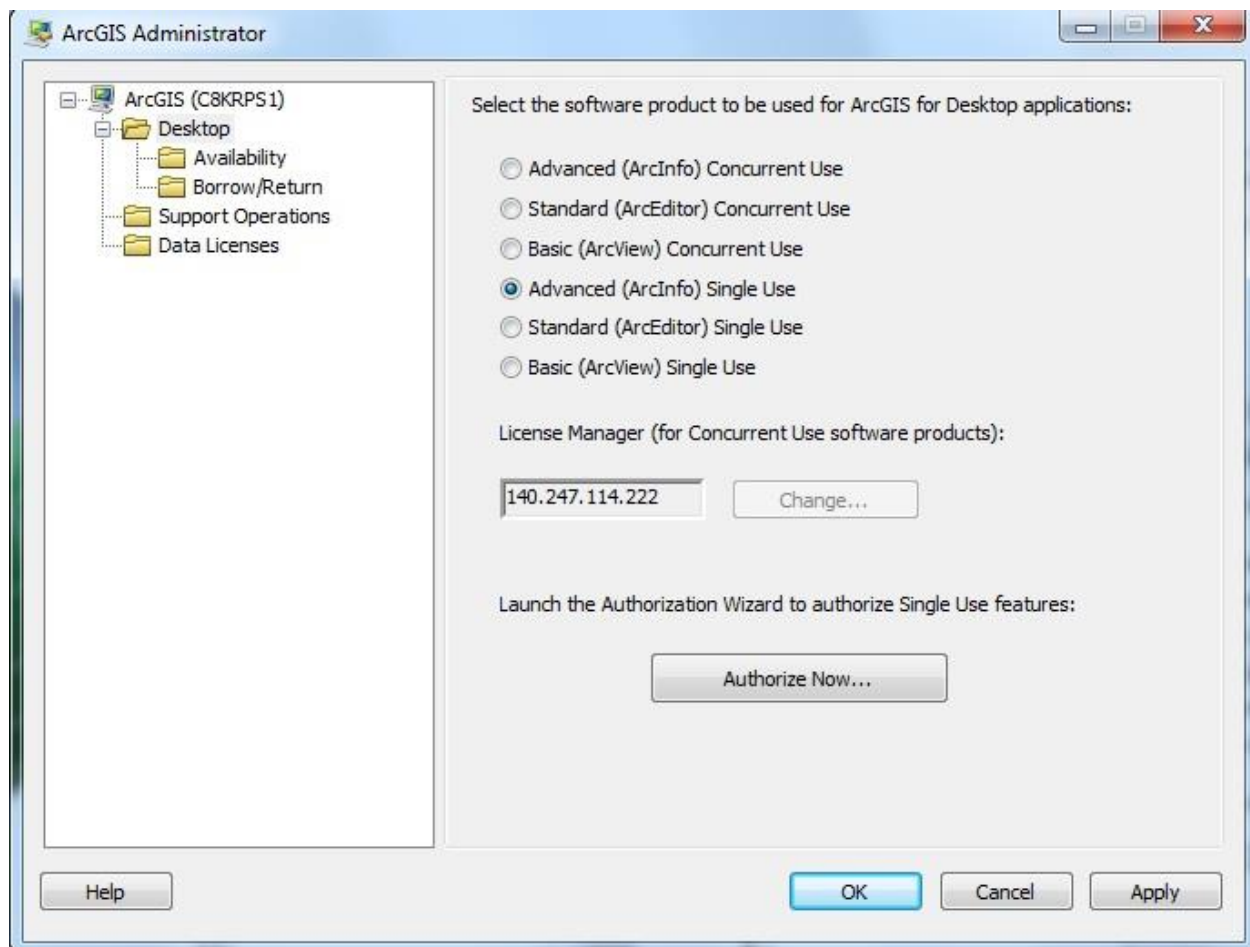 ArcGIS Administrator
ArcGIS (C8KRPS1)
Desktop
Availability
Borrow/Return
Support Operations
Data Licenses
Select the software product to be used for ArcGIS for Desktop applications:
Advanced (ArcInfo) Concurrent Use
Standard (ArcEditor) Concurrent Use
Basic (ArcView) Concurrent Use
Advanced (ArcInfo) Single Use
Standard (ArcEditor) Single Use
Basic (ArcView) Single Use
License Manager (for Concurrent Use software products):
140.247.114.222
Change...
Launch the Authorization Wizard to authorize Single Use features:
Authorize Now...
Help
OK
Cancel
Apply